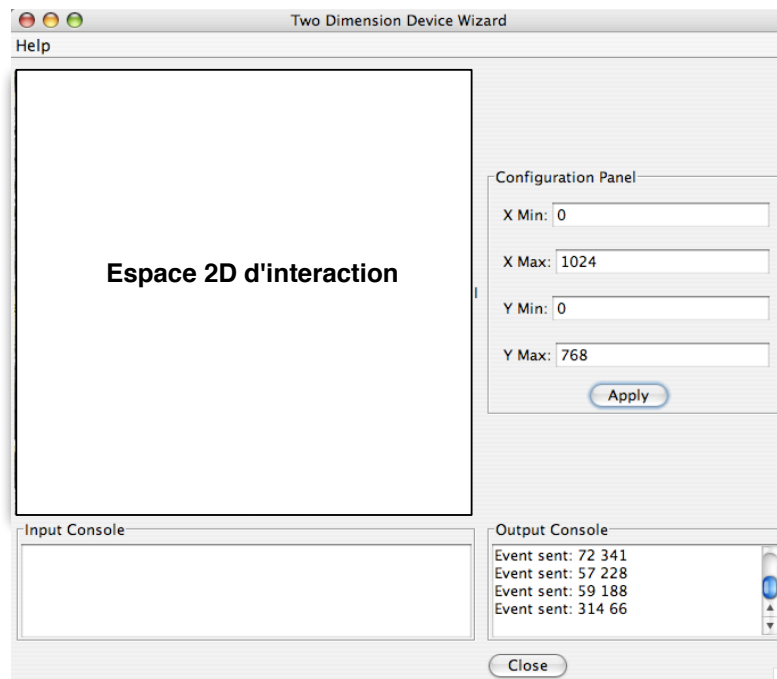 Two Dimension Device Wizard
Help
Espace 2D d'interaction
l
Configuration Panel
X Min: 0
X Max: 1024
Y Min: 0
Y Max: 768
Apply
Input Console
Output Console
Event sent: 72 341
Event sent: 57 228
Event sent: 59 188
Event sent: 314 66
Close